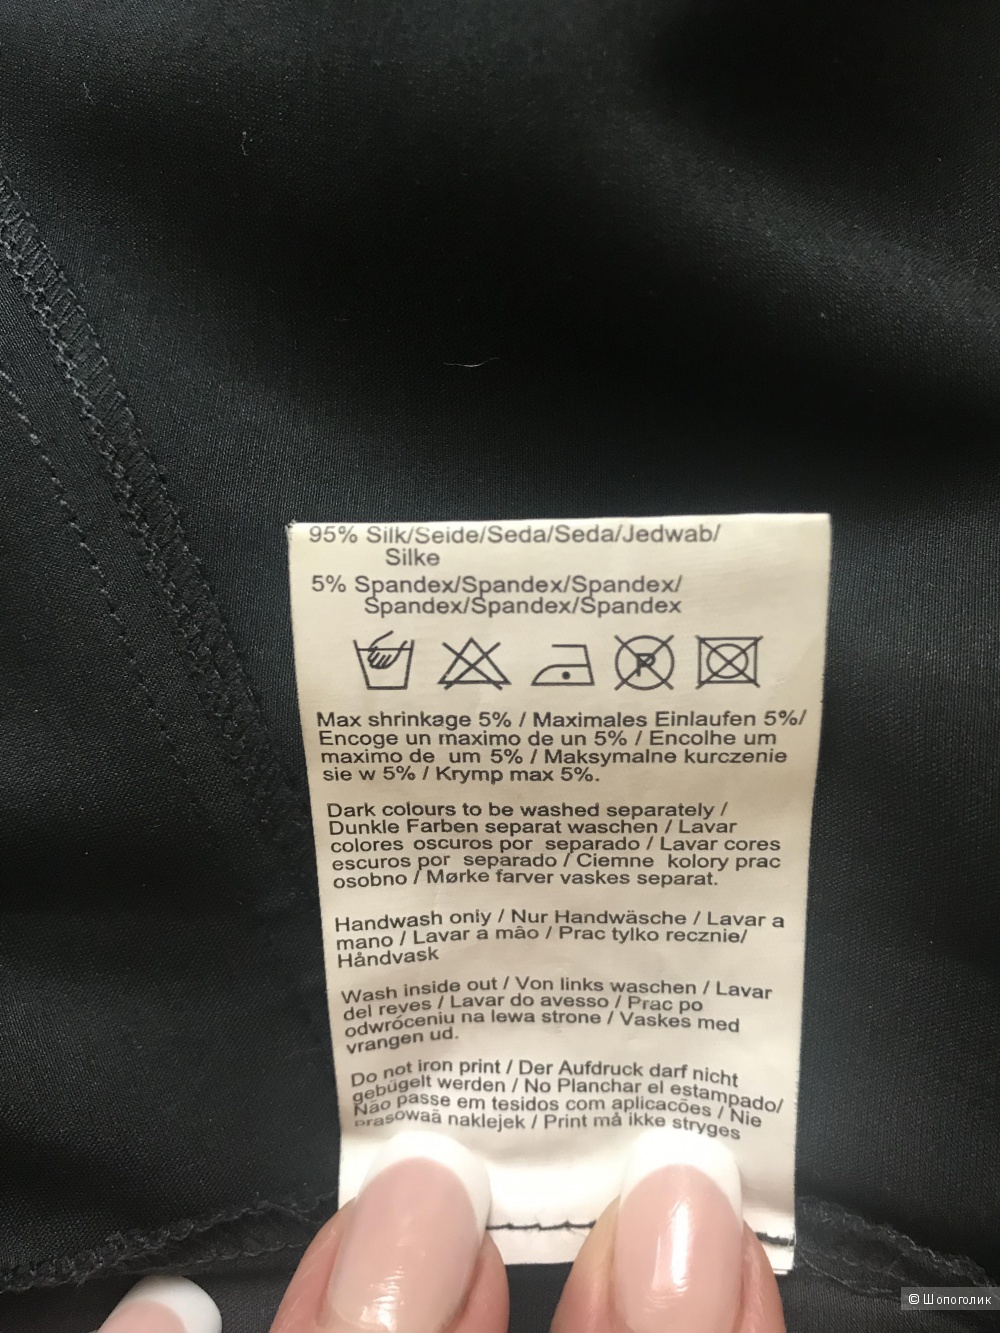 95% Silk/Seide/Seda/Seda/Jedwab/
Silke
5% Spandex/Spandex/Spandex/
Spandex/Spandex/Spandex
P
Max shrinkage 5% / Maximales Einlaufen 5%/
Encoge un maximo de un 5% / Encolhe um
maximo de um 5% / Maksymalne kurczenie
sie w 5% / Krymp max 5%.
Dark colours to be washed separately /
Dunkle Farben separat waschen / Lavar
colores oscuros por separado / Lavar cores
escuros por separado / Ciemne kolory prac
osobno / Mørke farver vaskes separat.
Handwash only / Nur Handwäsche / Lavar a
mano / Lavar a mâo / Prac tylko recznie/
Håndvask
Wash inside out / Von links waschen / Lavar
del reves / Lavar do avesso / Prac po
odwróceniu na lewa strone / Vaskes med
vrangen ud.
Do not iron print / Der Aufdruck darf nicht
gebügelt werden / No Planchar el estampado/
Não passe em tesidos com aplicacões / Nie
prasowaã naklejek / Print må ikke stryges
© Шопоголик